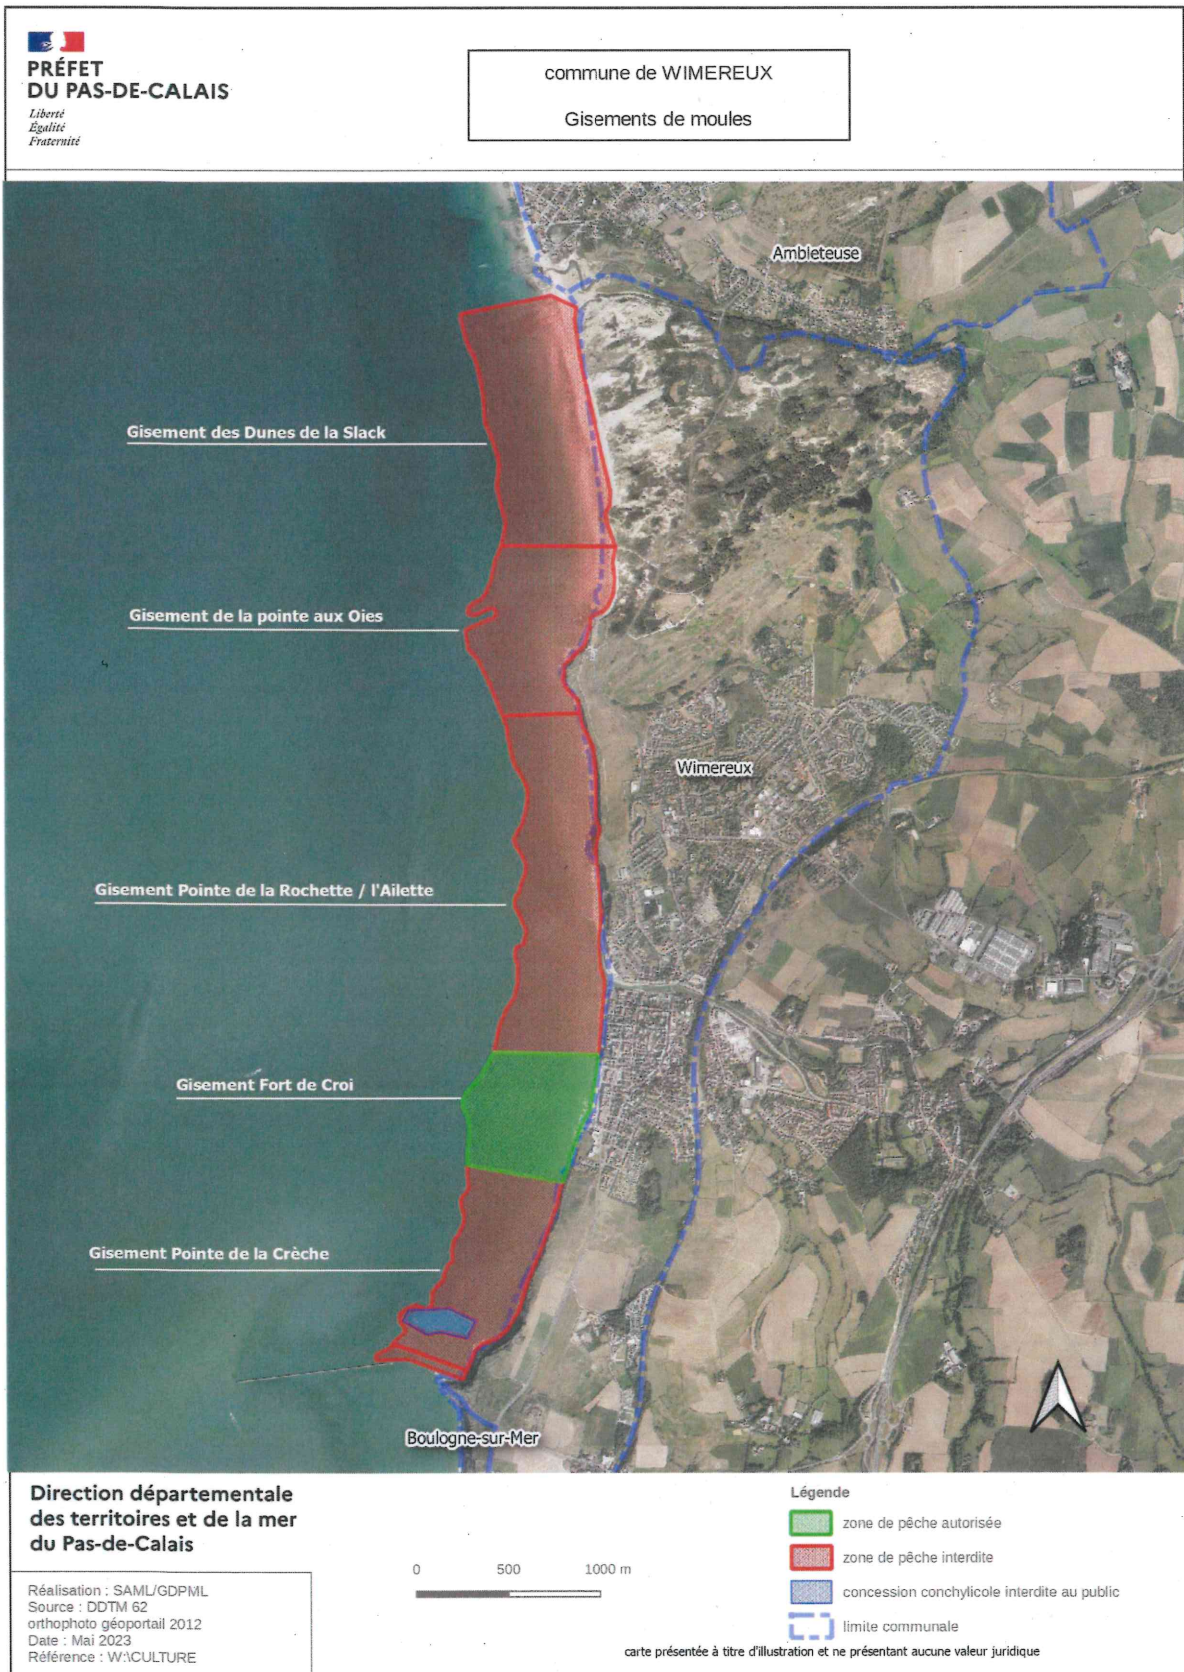 PRÉFET
DU PAS-DE-CALAIS
Liberté
Égalité
Fraternité
commune de WIMEREUX
Gisements de moules
Ambleteuse
Gisement des Dunes de la Slack
Gisement de la pointe aux Oies
Wimereux
Gisement Pointe de la Rochette / l'Ailette
Gisement Fort de Croi
Gisement Pointe de la Crèche
Boulogne-sur-Mer
Direction départementale
des territoires et de la mer
du Pas-de-Calais
Réalisation : SAML/GDPML
Source : DDTM 62
orthophoto géoportail 2012
Date : Mai 2023
Référence : W:\CULTURE
0 500 1000 m
Légende
zone de pêche autorisée
zone de pêche interdite
concession conchylicole interdite au public
limite communale
carte présentée à titre d'illustration et ne présentant aucune valeur juridique